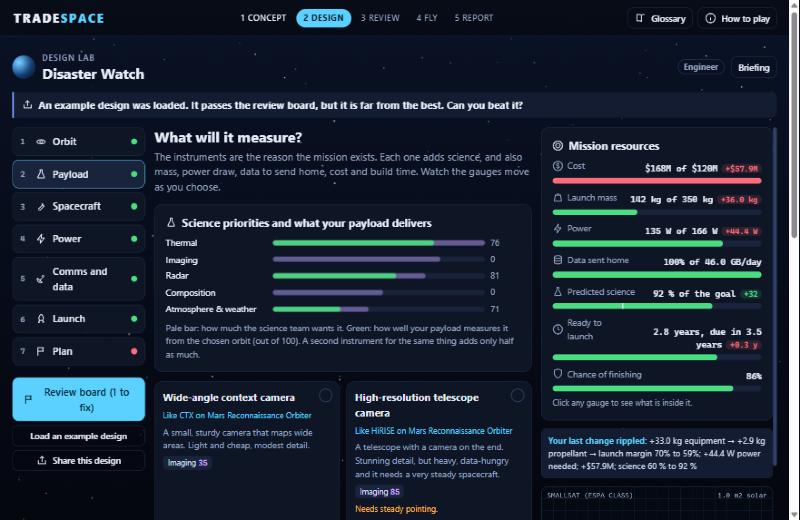 TRADESPACE
1 CONCEPT
2 DESIGN
3 REVIEW
4 FLY
5 REPORT
Glossary
How to play
DESIGN LAB
Disaster Watch
Engineer
Briefing
An example design was loaded. It passes the review board, but it is far from the best. Can you beat it?
1 Orbit
2 Payload
3 Spacecraft
4 Power
5 Comms and
data
6 Launch
7 Plan
Review board (1 to
fix)
Load an example design
Share this design
What will it measure?
The instruments are the reason the mission exists. Each one adds science, and also
mass, power draw, data to send home, cost and build time. Watch the gauges move
as you choose.
Science priorities and what your payload delivers
Thermal 76
Imaging 0
Radar 81
Composition 0
Atmosphere & weather 71
Pale bar: how much the science team wants it. Green: how well your payload measures it
from the chosen orbit (out of 100). A second instrument for the same thing adds only half
as much.
Wide-angle context camera
Like CTX on Mars Reconnaissance Orbiter
A small, sturdy camera that maps wide
areas. Light and cheap, modest detail.
Imaging 35
High-resolution telescope
camera
Like HiRISE on Mars Reconnaissance Orbiter
A telescope with a camera on the end.
Stunning detail, but heavy, data-hungry
and it needs a very steady spacecraft.
Imaging 85
Needs steady pointing.
Mission resources
Cost $168M of $120M +$57.9M
Launch mass 142 kg of 350 kg +36.0 kg
Power 135 W of 166 W +44.4 W
Data sent home 100% of 46.0 GB/day
Predicted science 92 % of the goal +32
Ready to
launch
2.8 years, due in 3.5
years +0.3 y
Chance of finishing 86%
Click any gauge to see what is inside it.
Your last change rippled: +33.0 kg equipment → +2.9 kg
propellant → launch margin 70% to 59%; +44.4 W power
needed; +$57.9M; science 60 % to 92 %
SMALLSAT (ESPA CLASS)
1.0 m2 solar